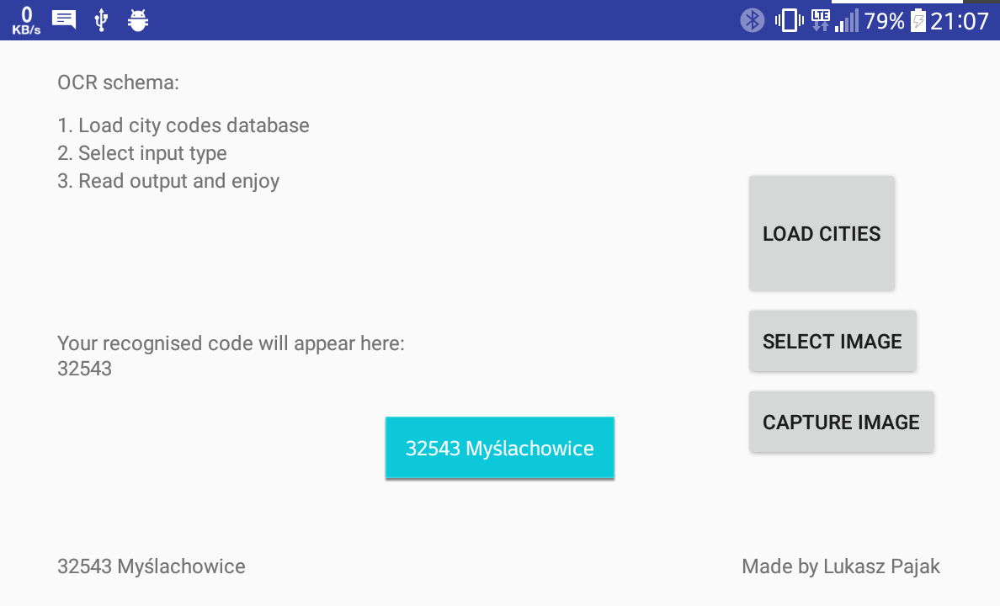 0
KB/s
LTE
79%
21:07
OCR schema:
1. Load city codes database
2. Select input type
3. Read output and enjoy
LOAD CITIES
SELECT IMAGE
CAPTURE IMAGE
Your recognised code will appear here:
32543
32543 Myślachowice
32543 Myślachowice
Made by Lukasz Pajak